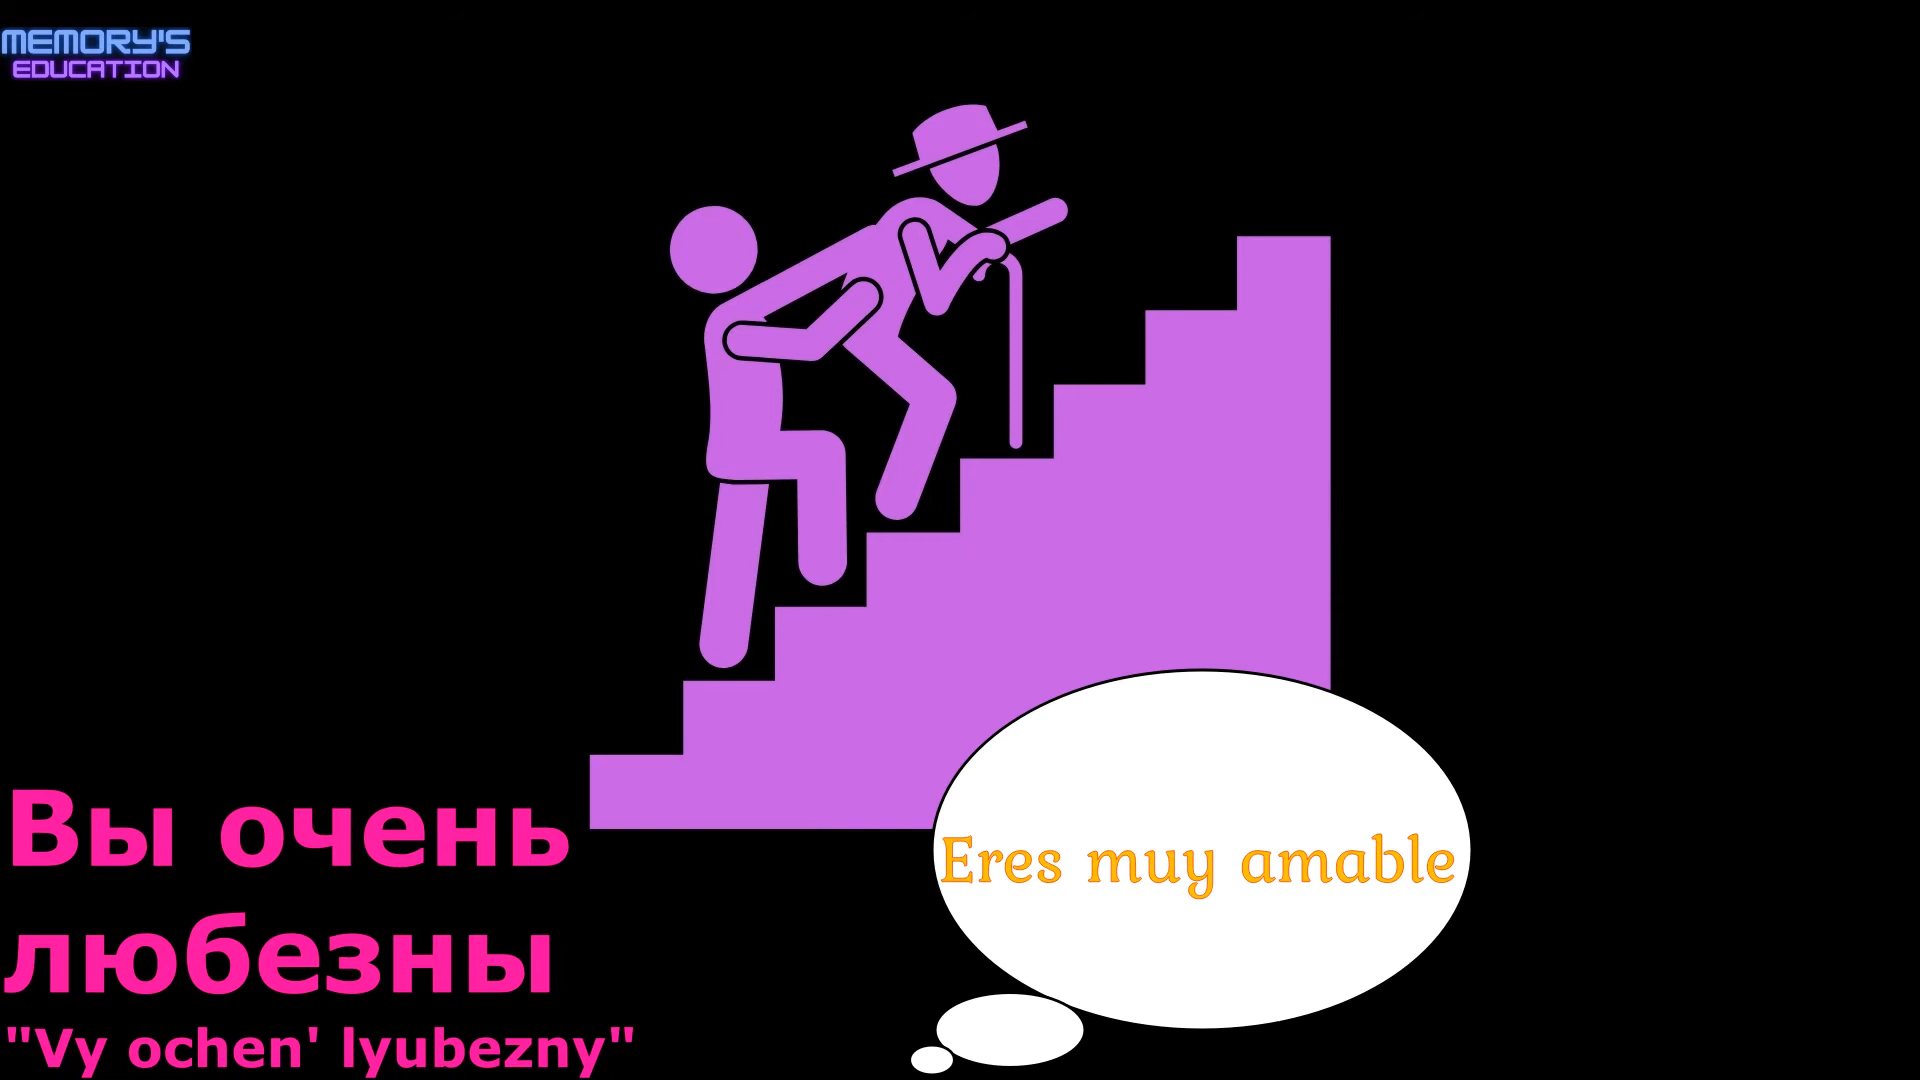 MEMORY'S
EDUCATION
Eres muy amable
Вы очень
любезны
"Vy ochen' lyubezny"